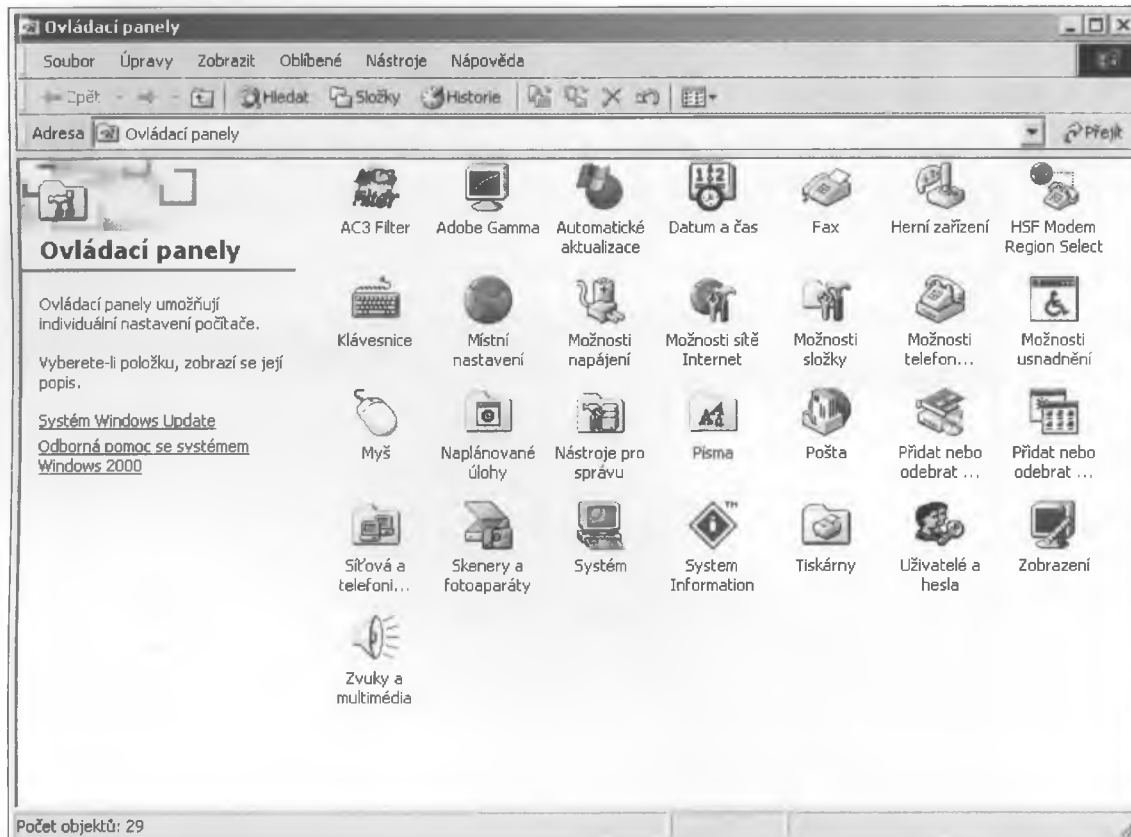 Ovládací panely
Soubor Úpravy Zobrazit Oblíbené Nástroje Nápověda
Zpět Hledat Složky Historie
Adresa Ovládací panely Přejít
Ovládací panely
Ovládací panely umožňují
individuální nastavení počítače.
Vyberete-li položku, zobrazí se její
popis.
Systém Windows Update
Odborná pomoc se systémem
Windows 2000
AC3 Filter
AC3 Filter
Adobe Gamma
Automatické
aktualizace
12
Datum a čas
Fax
Herní zařízení
HSF Modem
Region Select
Klávesnice
Místní
nastavení
Možnosti
napájení
Možnosti sítě
Internet
Možnosti
složky
Možnosti
telefon...
Možnosti
usnadnění
Myš
Naplánované
úlohy
Nástroje pro
správu
Písma
Pošta
Přidat nebo
odebrat ...
Přidat nebo
odebrat ...
Síťová a
telefoni...
Skenery a
fotoaparáty
Systém
TM
System
Information
Tiskárny
Uživatelé a
hesla
Zobrazení
Zvuky a
multimédia
Počet objektů: 29